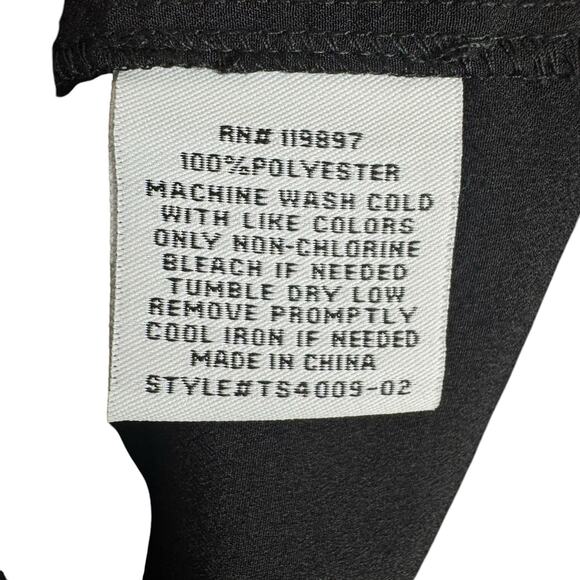 RN# 119897
100%POLYESTER
MACHINE WASH COLD
WITH LIKE COLORS
ONLY NON-CHLORINE
BLEACH IF NEEDED
TUMBLE DRY LOW
REMOVE PROMPTLY
COOL IRON IF NEEDED
MADE IN CHINA
STYLE#TS4009-02